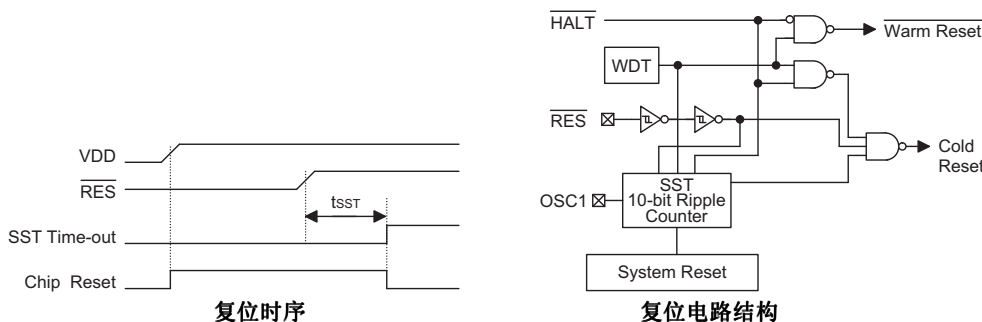 VDD
RES
tSST
SST Time-out
Chip Reset
复位时序
HALT
Warm Reset
WDT
RES
Cold
Reset
OSC1
SST
10-bit Ripple
Counter
System Reset
复位电路结构